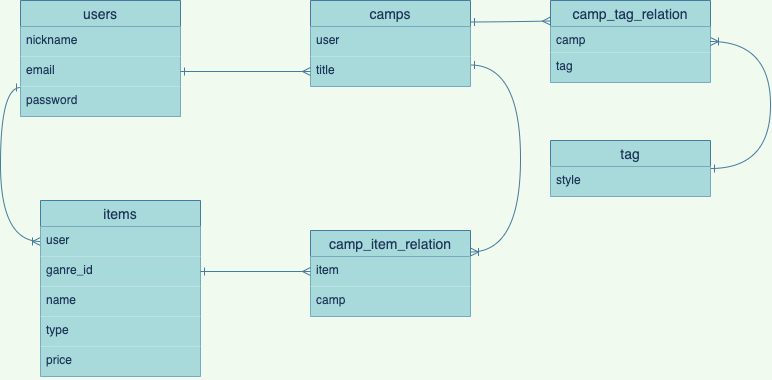 users
nickname
email
password
camps
user
title
camp_tag_relation
camp
tag
tag
style
items
user
ganre_id
name
type
price
camp_item_relation
item
camp